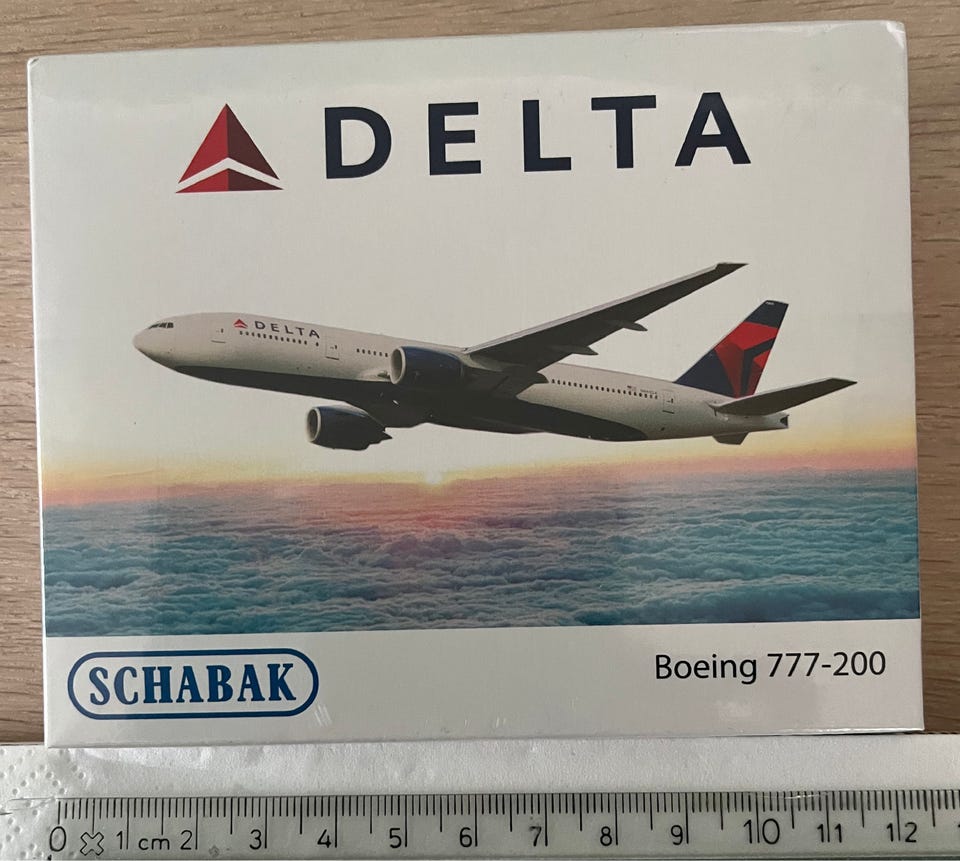 DELTA
DELTA
SCHABAK
Boeing 777-200
0 1 cm 2 3 4 5 6 7 8 9 10 11 12